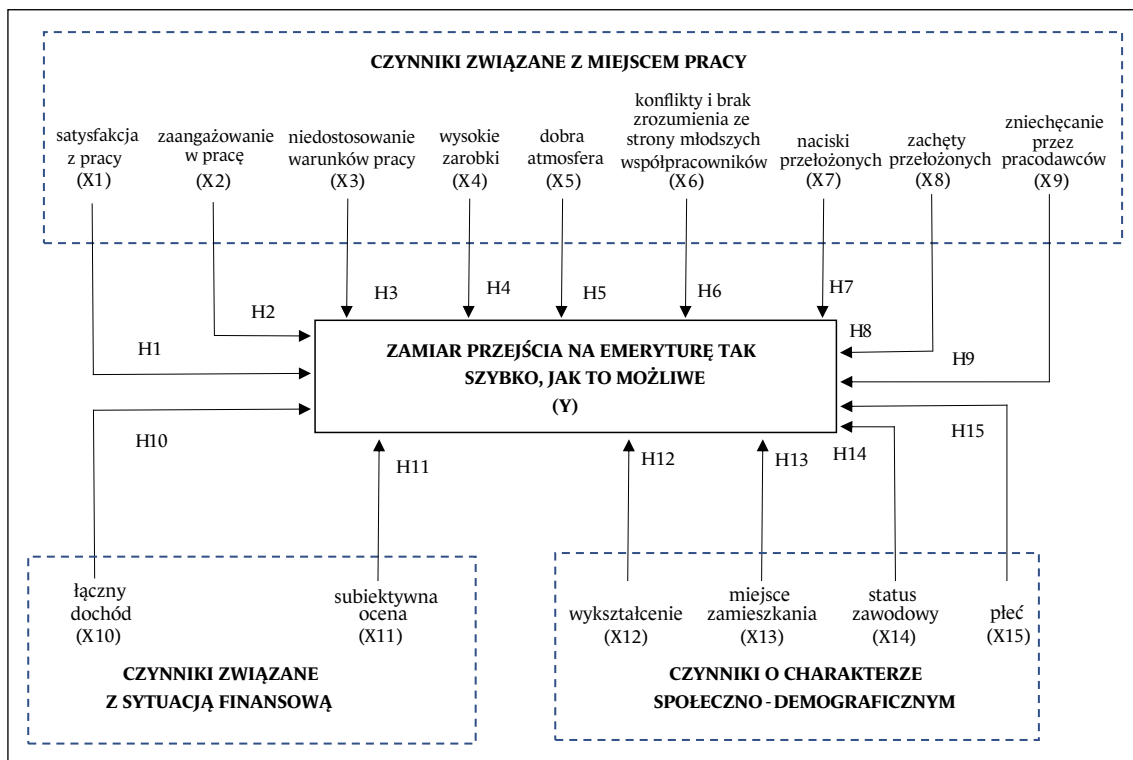 CZYNNIKI ZWIĄZANE Z MIEJSCEM PRACY
satysfakcja
z pracy
(X1)
zaangażowanie
w pracę
(X2)
niedostosowanie
warunków pracy
(X3)
wysokie
zarobki
(X4)
dobra
atmosfera
(X5)
konflikty i brak
zrozumienia ze
strony młodszych
współpracowników
(X6)
naciski
przełożonych
(X7)
zachęty
przełożonych
(X8)
zniechęcanie
przez
pracodawców
(X9)
H1
H2
H3
H4
H5
H6
H7
H8
H9
ZAMIAR PRZEJŚCIA NA EMERYTURĘ TAK
SZYBKO, JAK TO MOŻLIWE
(Y)
H10
H11
H12
H13
H14
H15
łączny
dochód
(X10)
subiektywna
ocena
(X11)
CZYNNIKI ZWIĄZANE
Z SYTUACJĄ FINANSOWĄ
wykształcenie
(X12)
miejsce
zamieszkania
(X13)
status
zawodowy
(X14)
płeć
(X15)
CZYNNIKI O CHARAKTERZE
SPOŁECZNO - DEMOGRAFICZNYM